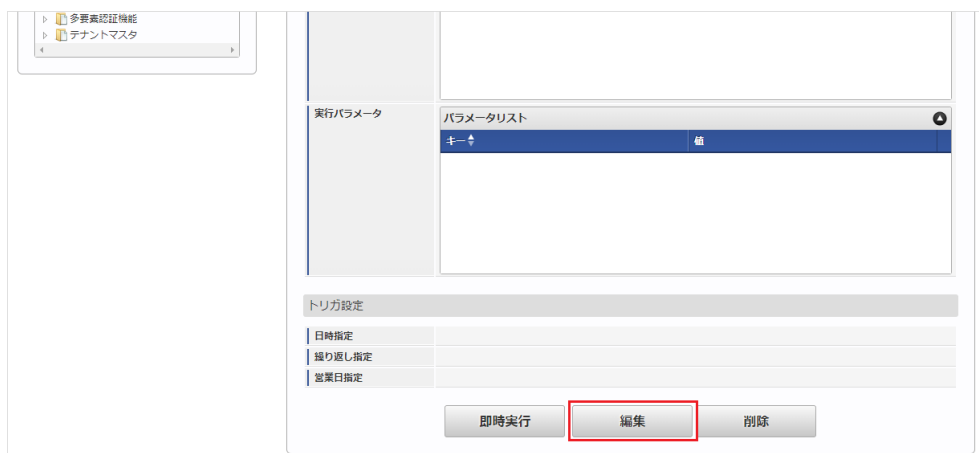 多要素認証機能
テナントマスタ
実行パラメータ
パラメータリスト
キー
値
トリガ設定
日時指定
繰り返し指定
営業日指定
即時実行
編集
削除